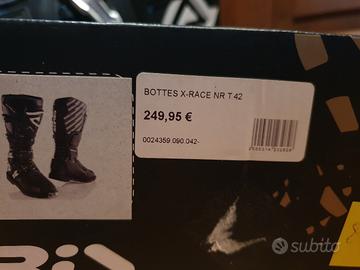 BOTTES X-RACE NR T 42
249,95 €
0024359.090.042-
subito